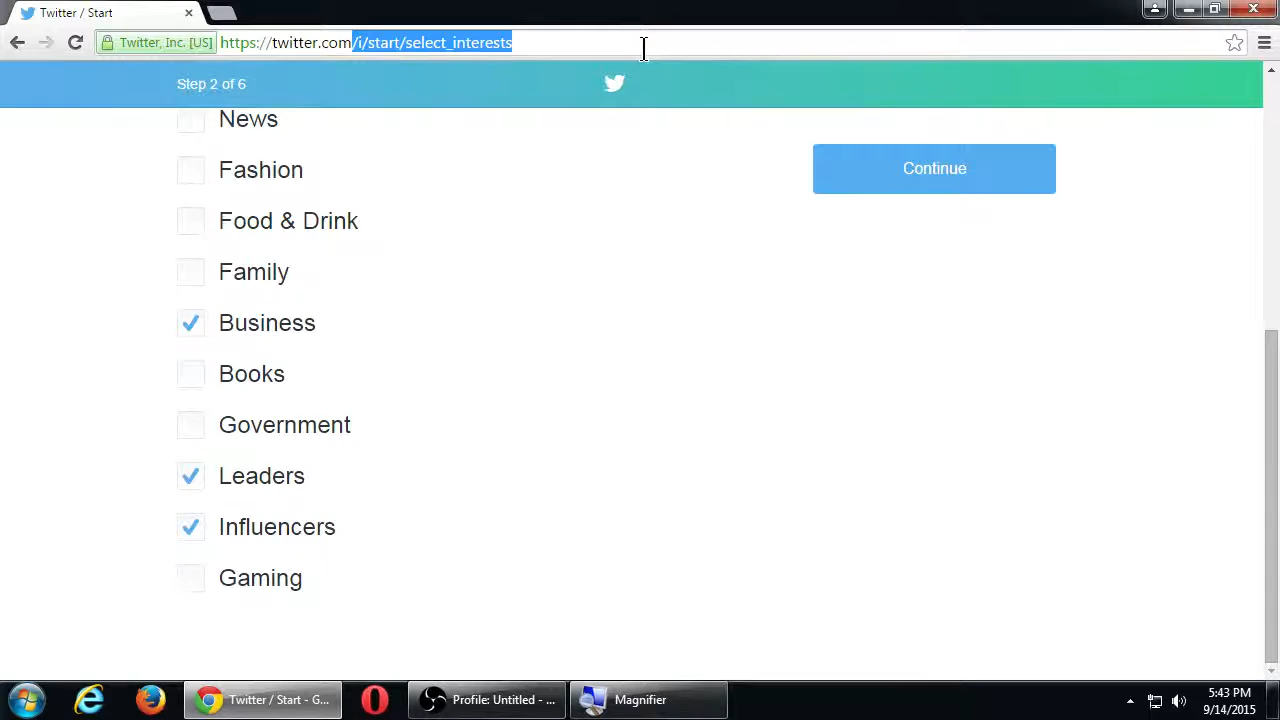 Twitter / Start
Twitter, Inc. [US] https://twitter.com/i/start/select_interests
Step 2 of 6
News
Continue
Fashion
Food & Drink
Family
Business
Books
Government
Leaders
Influencers
Gaming
Twitter / Start - G...
Profile: Untitled - ...
Magnifier
5:43 PM
9/14/2015